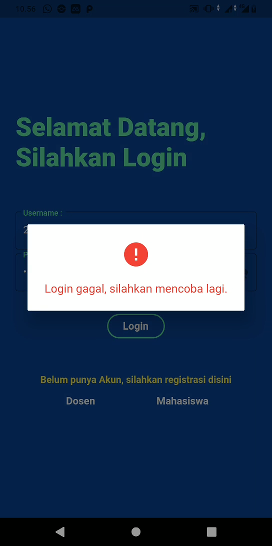 Selamat Datang,
Silahkan Login
Username :
Login gagal, silahkan mencoba lagi.
Login
Belum punya Akun, silahkan registrasi disini
Dosen Mahasiswa